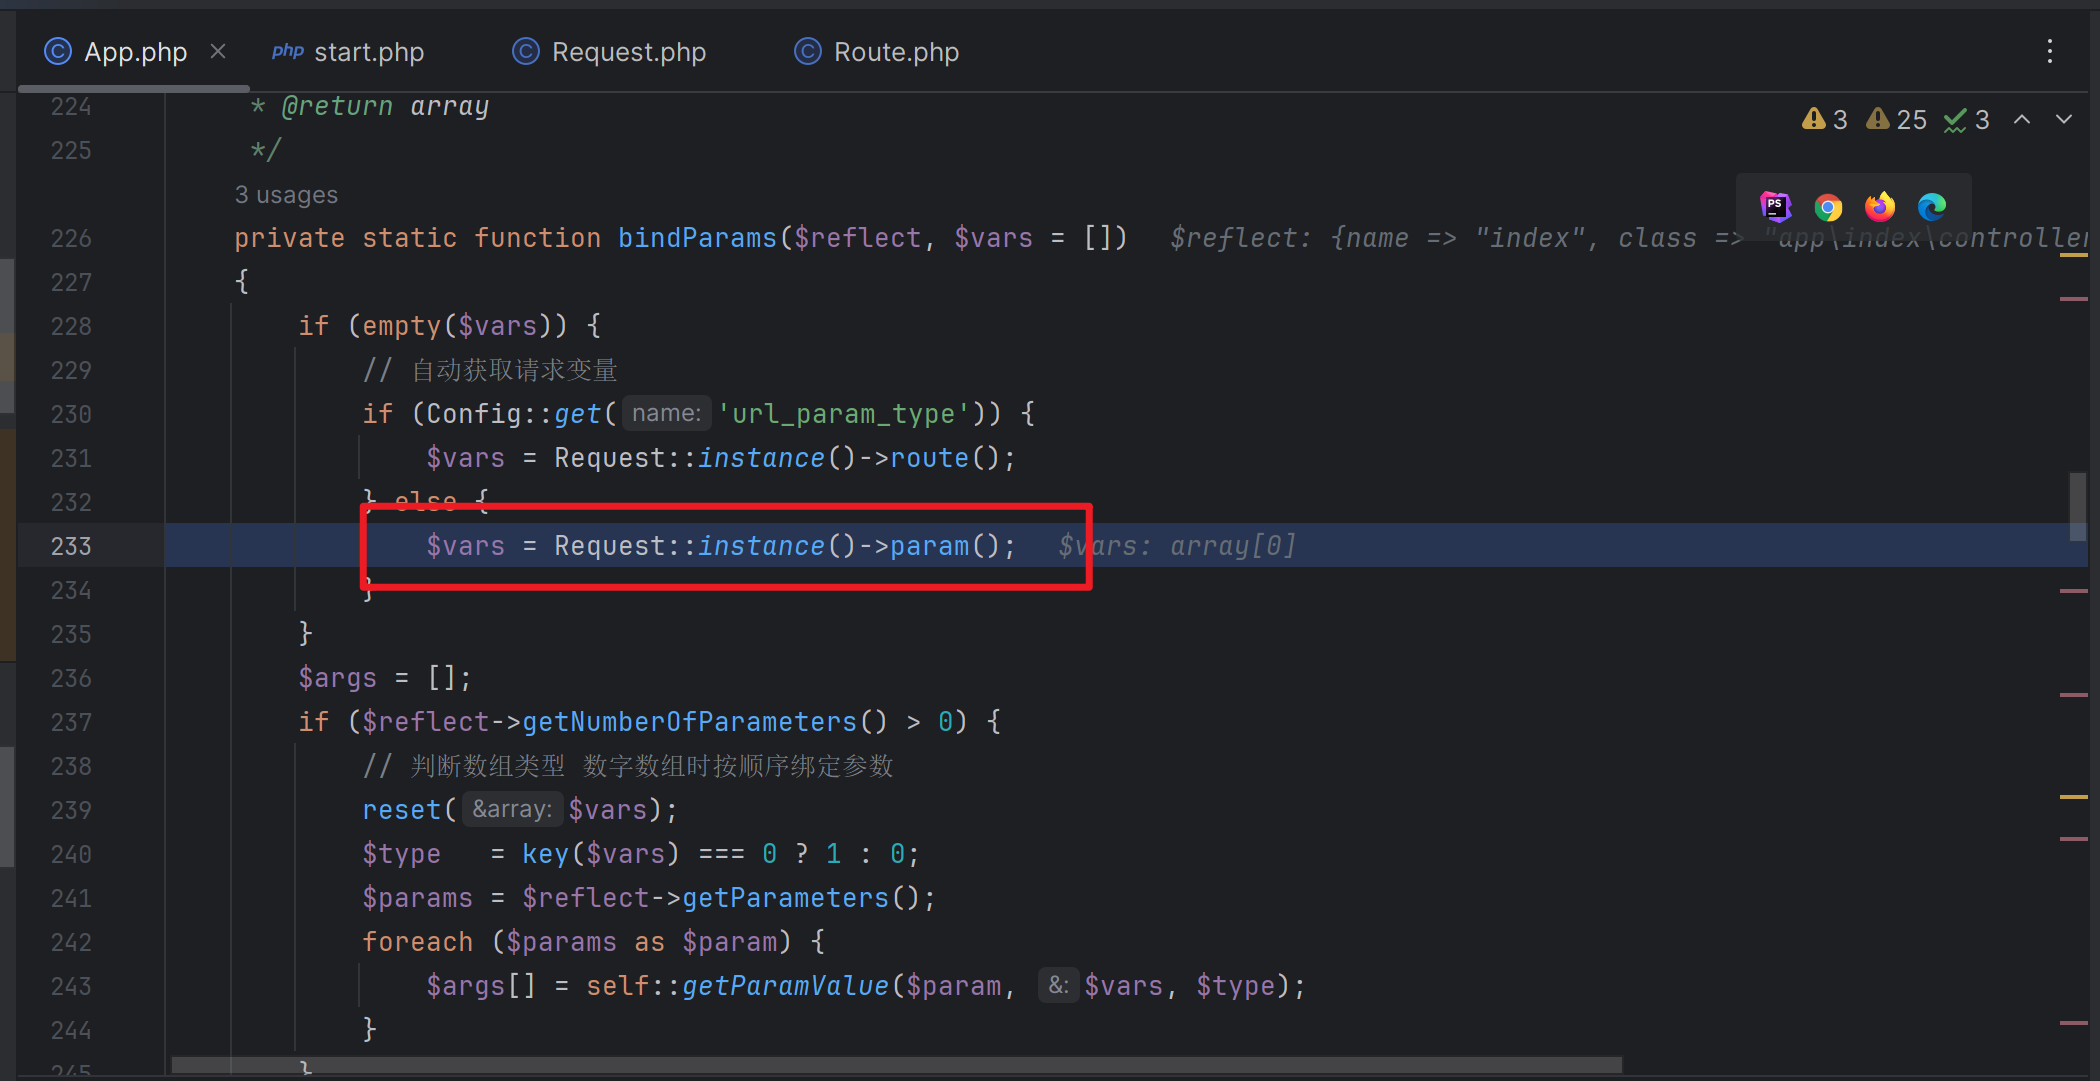 App.php × php start.php Request.php Route.php
224 * @return array
3 25 3
225 */
3 usages
PS
226 private static function bindParams($reflect, $vars = []) $reflect: {name => "index", class => "app\index\controller
227 {
228 if (empty($vars)) {
229 // 自动获取请求变量
230 if (Config::get( name: 'url_param_type')) {
231 $vars = Request::instance()->route();
232 } else {
233 $vars = Request::instance()->param(); $vars: array[0]
234 }
235 }
236 $args = [];
237 if ($reflect->getNumberOfParameters() > 0) {
238 // 判断数组类型 数字数组时按顺序绑定参数
239 reset( &array: $vars);
240 $type = key($vars) === 0 ? 1 : 0;
241 $params = $reflect->getParameters();
242 foreach ($params as $param) {
243 $args[] = self::getParamValue($param, &: $vars, $type);
244 }
245 }